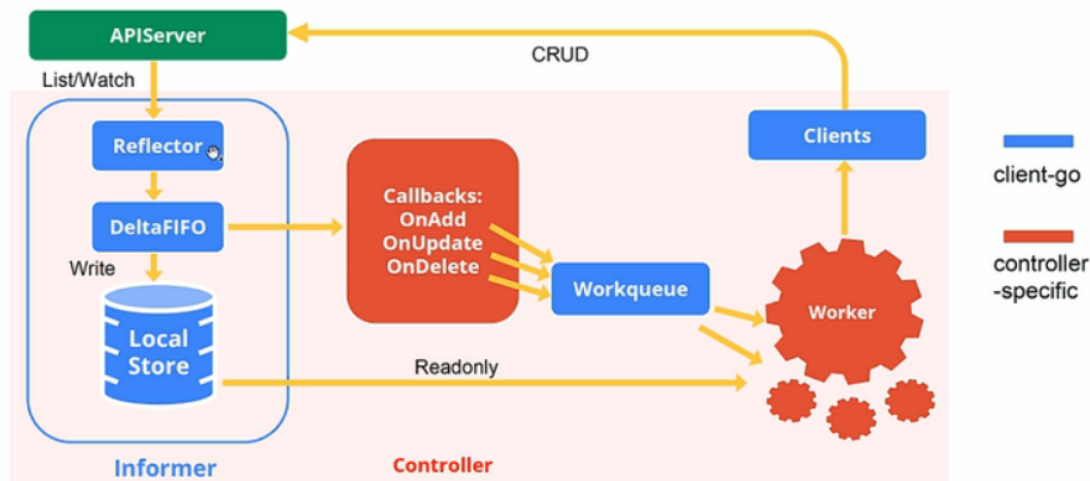 APIServer
CRUD
List/Watch
Reflector
Clients
client-go
Callbacks:
OnAdd
OnUpdate
OnDelete
DeltaFIFO
Write
controller
-specific
Workqueue
Worker
Local
Store
Readonly
Informer
Controller